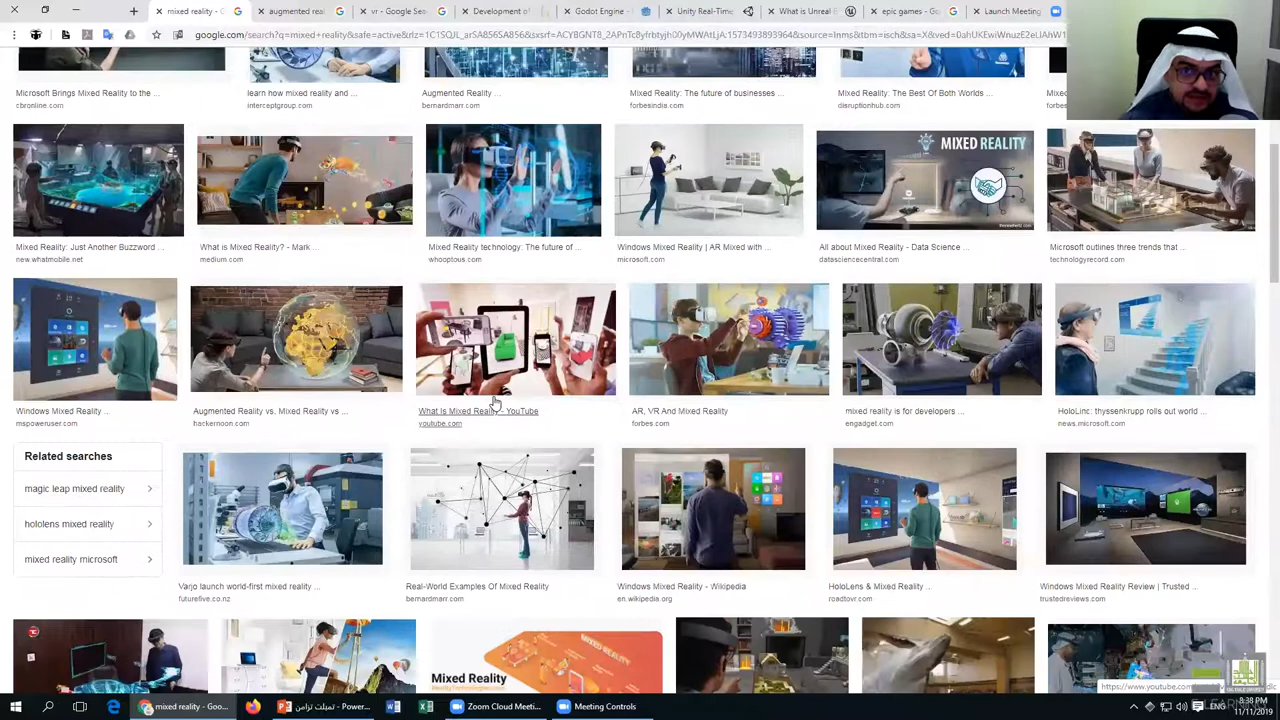 mixed reality - G
augmented rea
vr - Google Sea
Development of
Godot Engine -
Unity Real-Time
What is Unreal E
epic games - Go
Launch Meeting
Microsoft Brings Mixed Reality to the ...
cbronline.com
learn how mixed reality and ...
interceptgroup.com
Augmented Reality ...
bernardmarr.com
Mixed Reality: The future of businesses ...
forbesindia.com
Mixed Reality: The Best Of Both Worlds ...
disruptionhub.com
MIXED REALITY
Mixed Reality: Just Another Buzzword ...
new.whatmobile.net
What is Mixed Reality? - Mark ...
medium.com
Mixed Reality technology: The future of ...
whooptous.com
Windows Mixed Reality | AR Mixed with ...
microsoft.com
All about Mixed Reality - Data Science ...
datasciencecentral.com
Microsoft outlines three trends that ...
technologyrecord.com
Windows Mixed Reality ...
mspoweruser.com
Augmented Reality vs. Mixed Reality vs ...
hackernoon.com
What Is Mixed Reality - YouTube
youtube.com
AR, VR And Mixed Reality
forbes.com
mixed reality is for developers ...
engadget.com
HoloLinc: thyssenkrupp rolls out world ...
news.microsoft.com
Related searches
magic leap mixed reality
hololens mixed reality
mixed reality microsoft
Varjo launch world-first mixed reality ...
futurefive.co.nz
Real-World Examples Of Mixed Reality
bernardmarr.com
Windows Mixed Reality - Wikipedia
en.wikipedia.org
HoloLens & Mixed Reality ...
roadtovr.com
Windows Mixed Reality Review | Trusted ...
trustedreviews.com
MIXED REALITY
Mixed Reality
mixed reality - Goo...
تميلت تزامن - Powe...
Zoom Cloud Meeti...
Meeting Controls
ENG
8:38 PM
11/11/2019